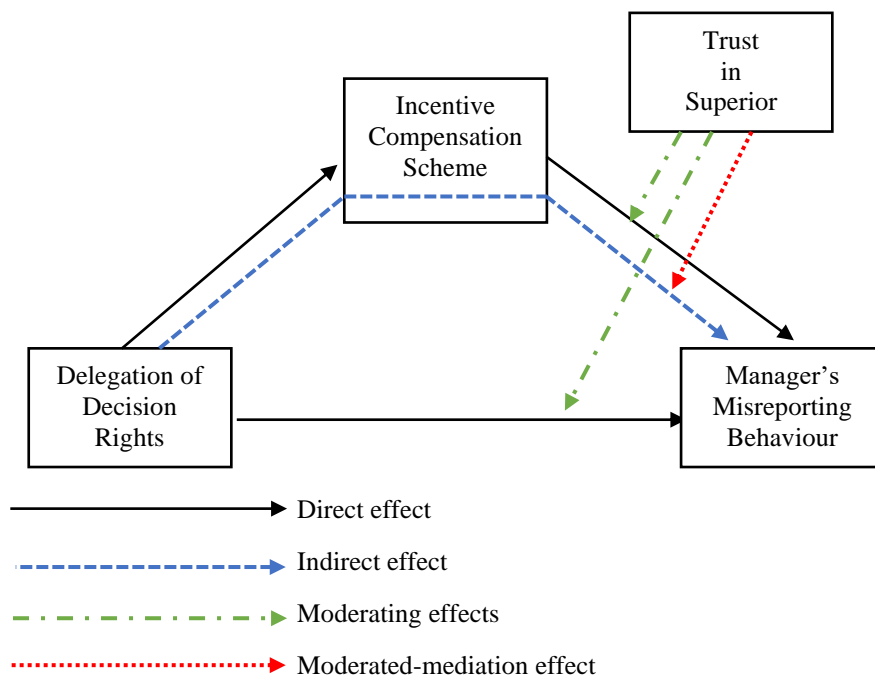 Trust
in
Superior
Incentive
Compensation
Scheme
Delegation of
Decision
Rights
Manager’s
Misreporting
Behaviour
Direct effect
Indirect effect
Moderating effects
Moderated-mediation effect